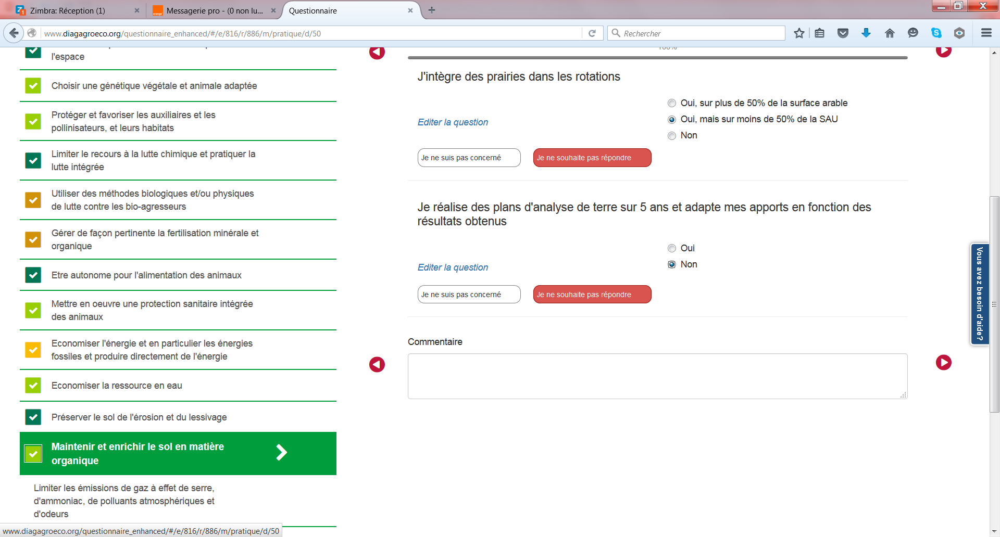 Zimbra: Réception (1)
Messagerie pro - (0 non lu...
Questionnaire
www.diagagroeco.org/questionnaire_enhanced/#/e/816/r/886/m/pratique/d/50
Rechercher
l'espace
Choisir une génétique végétale et animale adaptée
Protéger et favoriser les auxiliaires et les
pollinisateurs, et leurs habitats
Limiter le recours à la lutte chimique et pratiquer la
lutte intégrée
Utiliser des méthodes biologiques et/ou physiques
de lutte contre les bio-agresseurs
Gérer de façon pertinente la fertilisation minérale et
organique
Etre autonome pour l'alimentation des animaux
Mettre en oeuvre une protection sanitaire intégrée
des animaux
Economiser l'énergie et en particulier les énergies
fossiles et produire directement de l'énergie
Economiser la ressource en eau
Préserver le sol de l'érosion et du lessivage
Maintenir et enrichir le sol en matière
organique
Limiter les émissions de gaz à effet de serre,
d'ammoniac, de polluants atmosphériques et
d'odeurs
100%
J'intègre des prairies dans les rotations
Oui, sur plus de 50% de la surface arable
Oui, mais sur moins de 50% de la SAU
Non
Editer la question
Je ne suis pas concerné
Je ne souhaite pas répondre
Je réalise des plans d'analyse de terre sur 5 ans et adapte mes apports en fonction des
résultats obtenus
Oui
Non
Editer la question
Je ne suis pas concerné
Je ne souhaite pas répondre
Commentaire
Vous avez besoin d'aide?
www.diagagroeco.org/questionnaire_enhanced/#/e/816/r/886/m/pratique/d/50